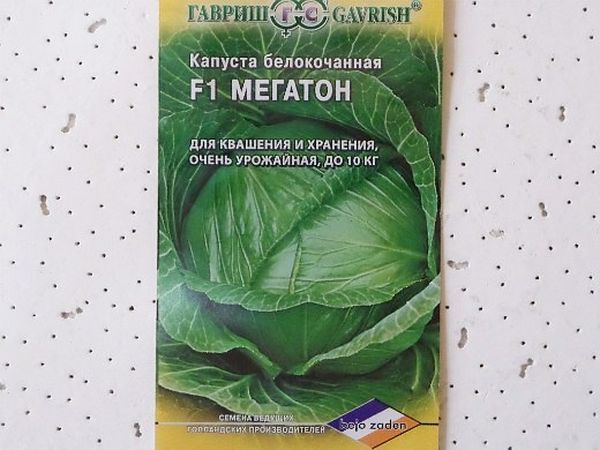 ГАВРИШ ГС GAVRISH®
Капуста белокочанная
F1 МЕГАТОН
ДЛЯ КВАШЕНИЯ И ХРАНЕНИЯ,
ОЧЕНЬ УРОЖАЙНАЯ, ДО 10 КГ
СЕМЕНА ВЕДУЩИХ
ГОЛЛАНДСКИХ ПРОИЗВОДИТЕЛЕЙ
bejo zaden